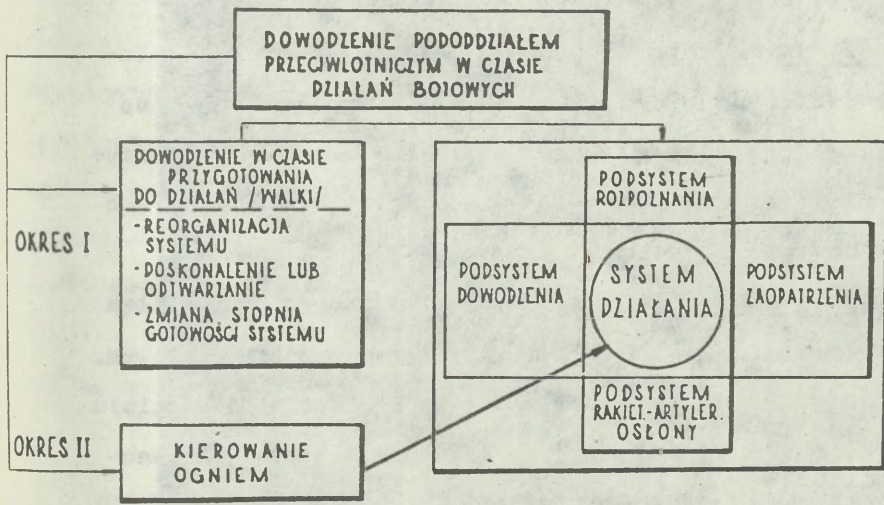 DOWODZENIE PODODDZIAŁEM
PRZECIWLOTNICZYM W CZASIE
DZIAŁAŃ BOJOWYCH
OKRES I
DOWODZENIE W CZASIE
PRZYGOTOWANIA
DO DZIAŁAŃ /WALKI/
-REORGANIZACJA
SYSTEMU
-DOSKONALENIE LUB
ODTWARZANIE
-ZMIANA STOPNIA
GOTOWOŚCI SYSTEMU
PODSYSTEM
ROZPOZNANIA
PODSYSTEM
DOWODZENIA
SYSTEM
DZIAŁANIA
PODSYSTEM
ZAOPATRZENIA
PODSYSTEM
RAKIET.-ARTYLER.
OSŁONY
OKRES II
KIEROWANIE
OGNIEM